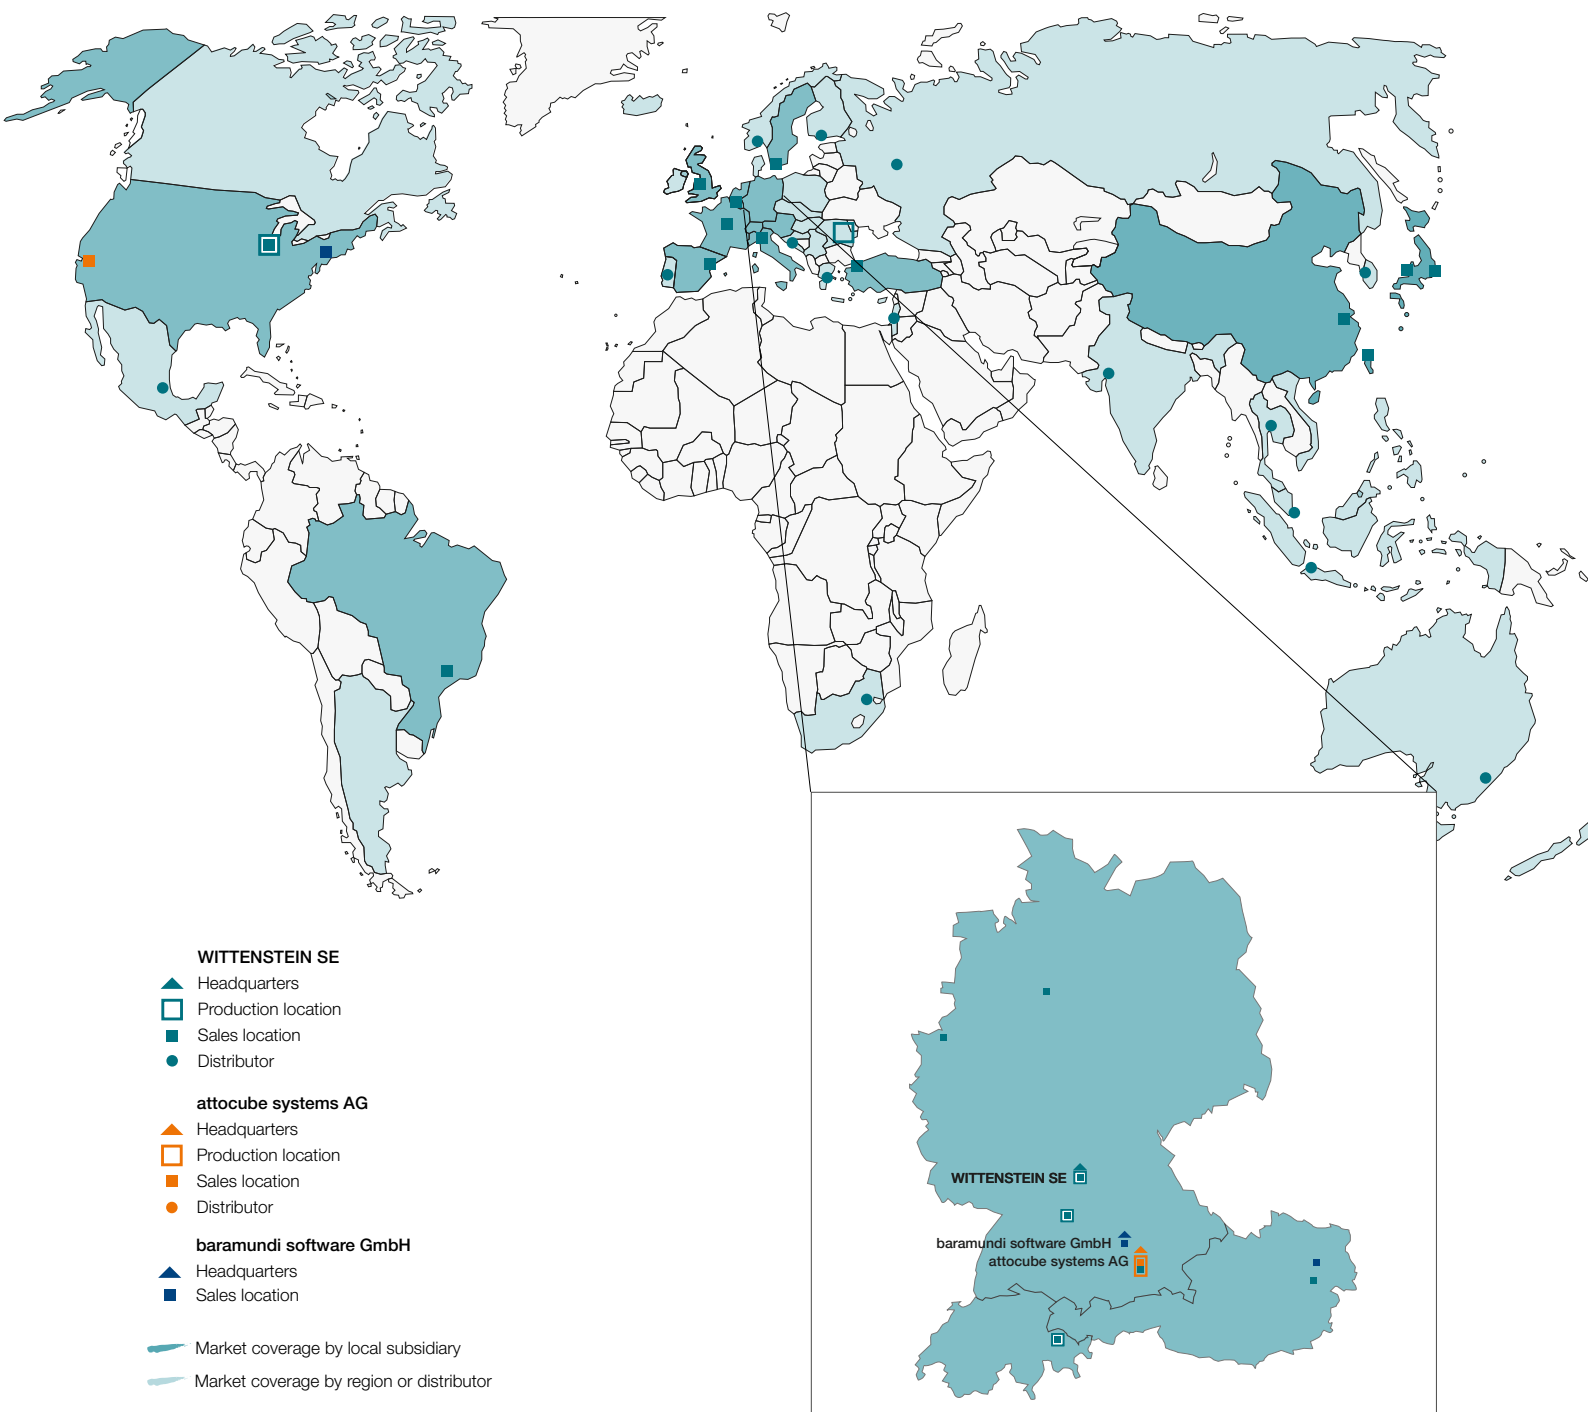 WITTENSTEIN SE
Headquarters
Production location
Sales location
Distributor
attocube systems AG
Headquarters
Production location
Sales location
Distributor
baramundi software GmbH
Headquarters
Sales location
Market coverage by local subsidiary
Market coverage by region or distributor
WITTENSTEIN SE
baramundi software GmbH
attocube systems AG